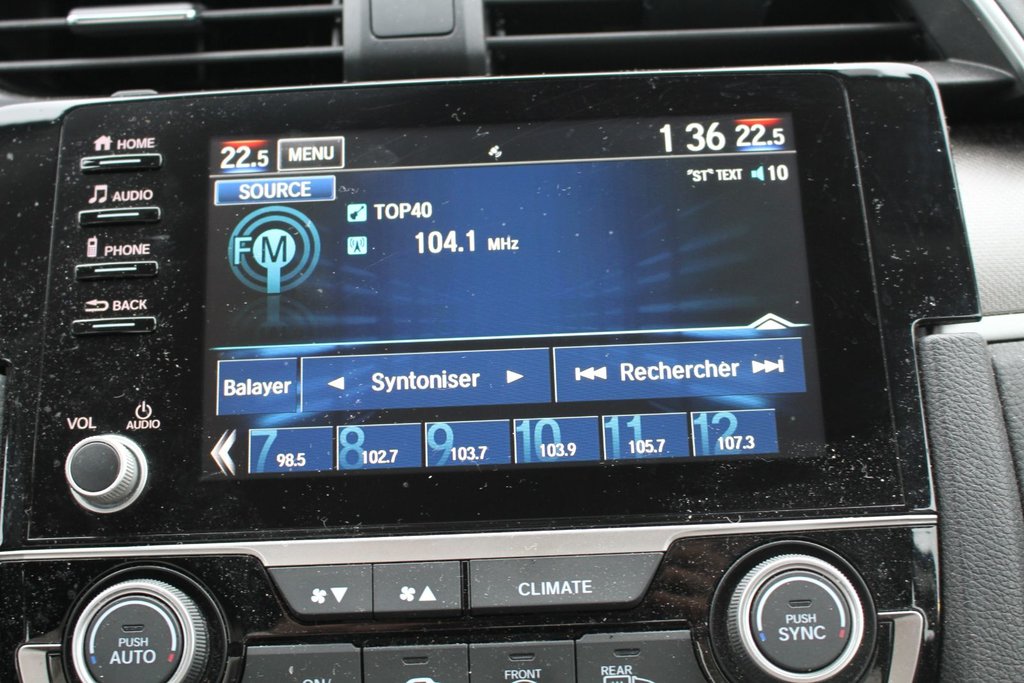 HOME
AUDIO
PHONE
BACK
VOL
AUDIO
22.5 MENU 1 36 22.5
SOURCE "ST" TEXT 10
FM
TOP40
104.1 MHz
Balayer Syntoniser Rechercher
7 98.5 8 102.7 9 103.7 10 103.9 11 105.7 12 107.3
CLIMATE
PUSH
AUTO
PUSH
SYNC
ON/
FRONT
REAR